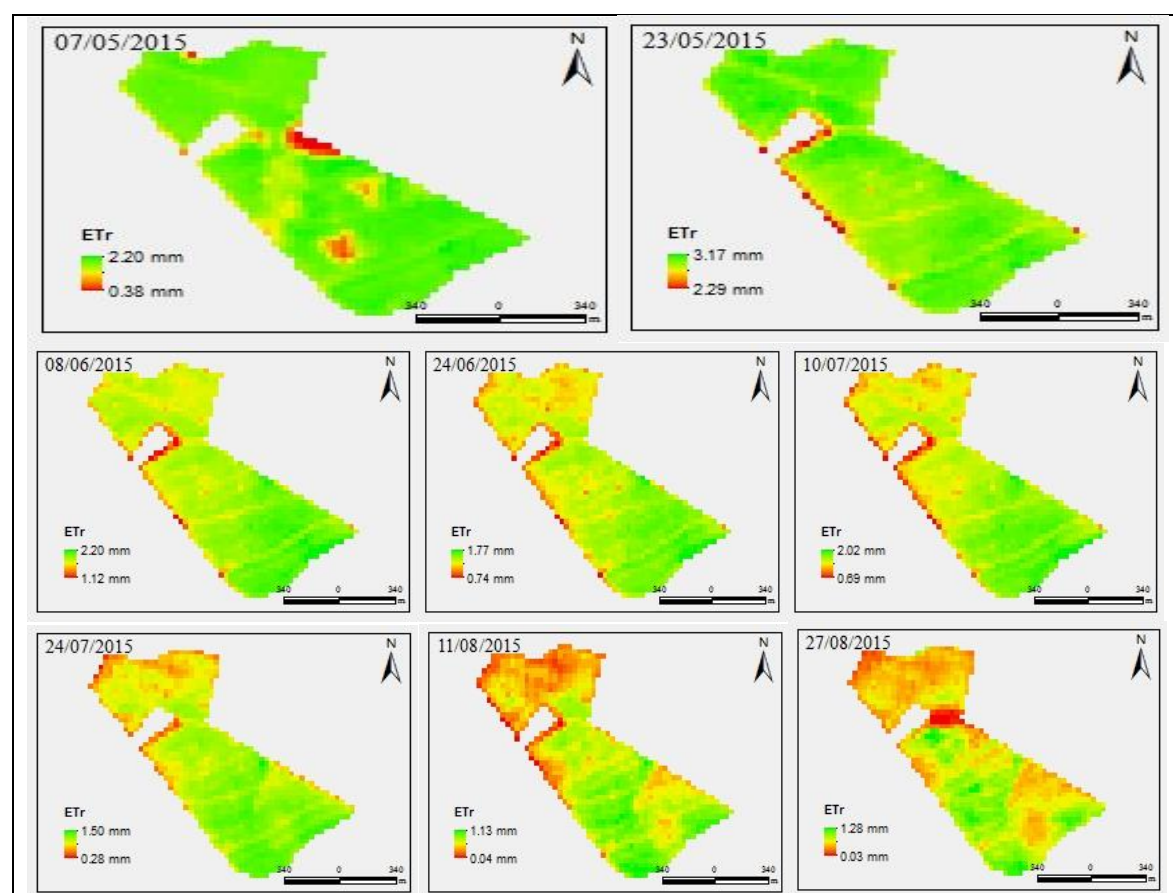 07/05/2015
N
ETr
2.20 mm
0.38 mm
340 0 340
m
23/05/2015
N
ETr
3.17 mm
2.29 mm
340 0 340
m
08/06/2015
N
ETr
2.20 mm
1.12 mm
340 0 340
m
24/06/2015
N
ETr
1.77 mm
0.74 mm
340 0 340
m
10/07/2015
N
ETr
2.02 mm
0.69 mm
340 0 340
m
24/07/2015
N
ETr
1.50 mm
0.28 mm
340 0 340
m
11/08/2015
N
ETr
1.13 mm
0.04 mm
340 0 340
m
27/08/2015
N
ETr
1.28 mm
0.03 mm
340 0 340
m